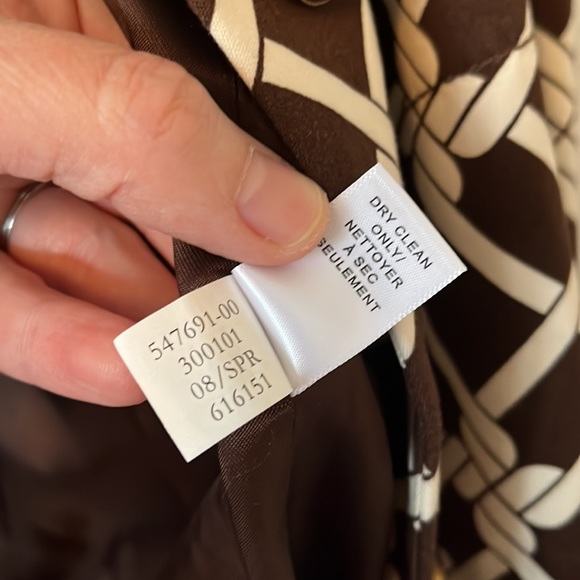 547691-00
300101
08/SPR
616151
DRY CLEAN
ONLY/
NETTOYER
À SEC
SEULEMENT